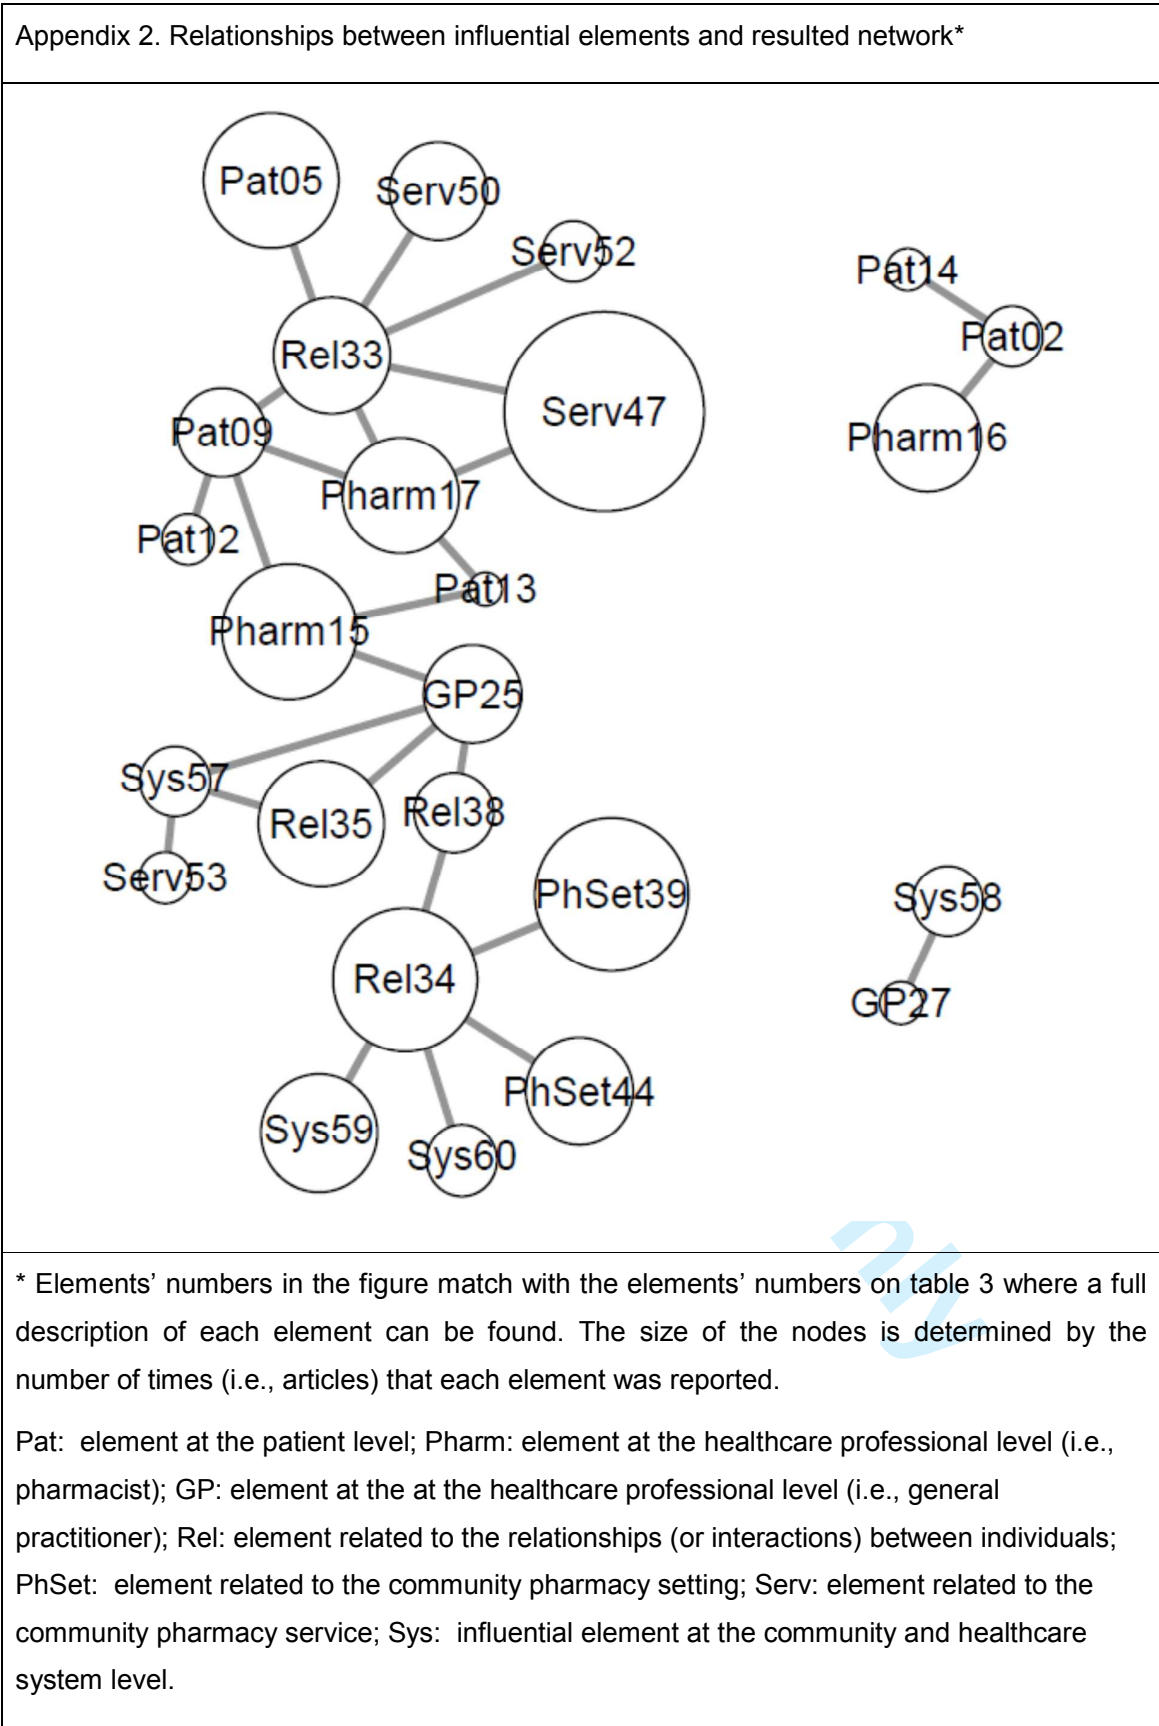 Appendix 2. Relationships between influential elements and resulted network*
Pat05
Serv50
Serv52
Pat14
Pat02
Rel33
Serv47
Pat09
Pharm16
Pharm17
Pat12
Pat13
Pharm15
GP25
Sys57
Rel35
Rel38
Serv53
PhSet39
Sys58
Rel34
GP27
PhSet44
Sys59
Sys60
nly
* Elements’ numbers in the figure match with the elements’ numbers on table 3 where a full
description of each element can be found. The size of the nodes is determined by the
number of times (i.e., articles) that each element was reported.
Pat:  element at the patient level; Pharm: element at the healthcare professional level (i.e.,
pharmacist); GP: element at the at the healthcare professional level (i.e., general
practitioner); Rel: element related to the relationships (or interactions) between individuals;
PhSet:  element related to the community pharmacy setting; Serv: element related to the
community pharmacy service; Sys:  influential element at the community and healthcare
system level.